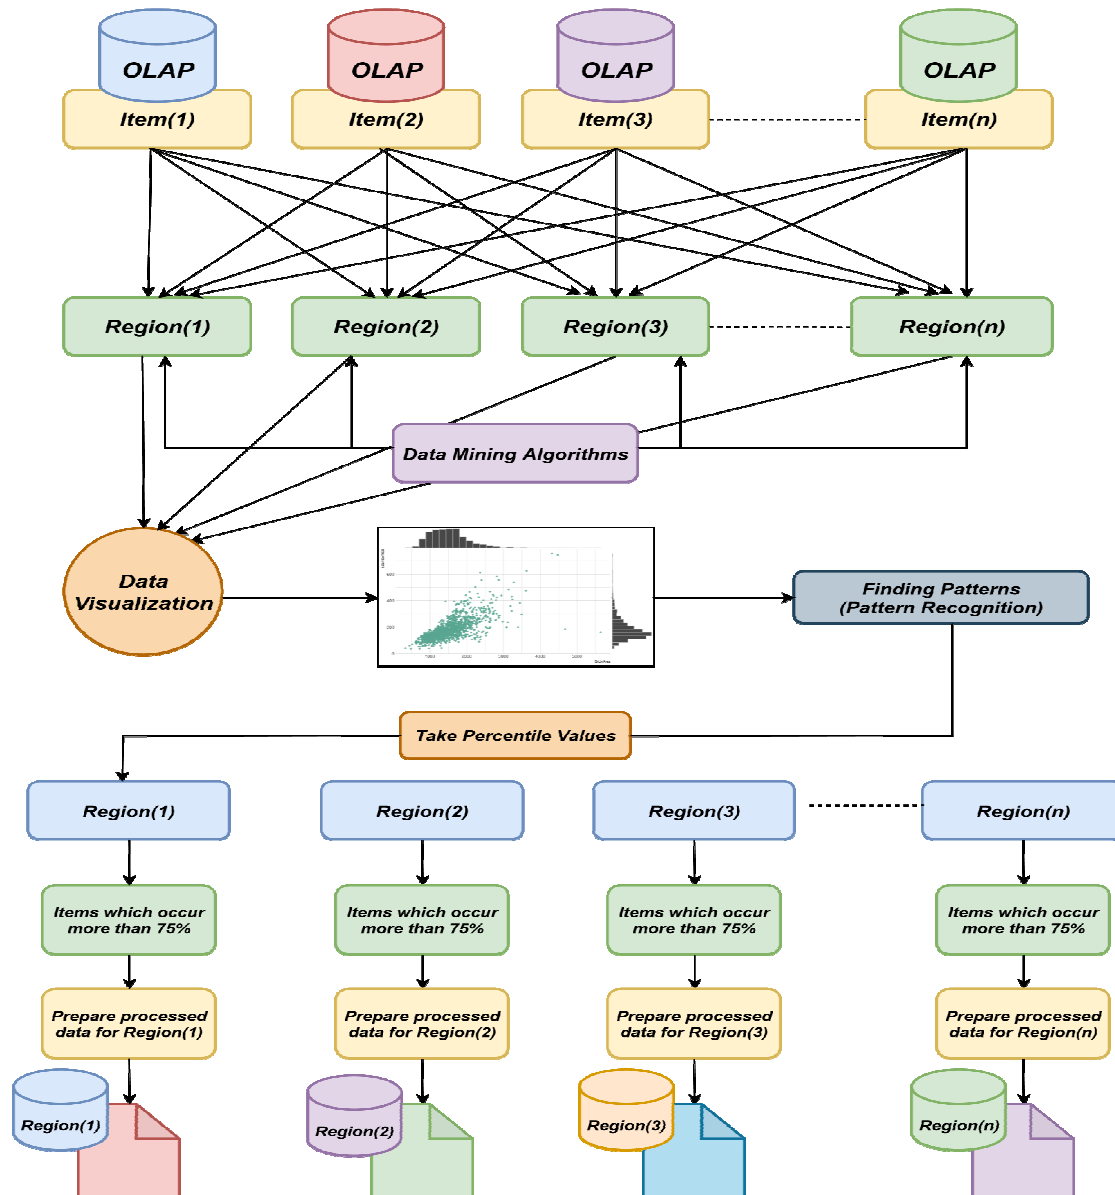 OLAP
OLAP
OLAP
OLAP
Item(1)
Item(2)
Item(3)
Item(n)
Region(1)
Region(2)
Region(3)
Region(n)
Data Mining Algorithms
Data
Visualization
Finding Patterns
(Pattern Recognition)
Take Percentile Values
Region(1)
Region(2)
Region(3)
Region(n)
Items which occur
more than 75%
Items which occur
more than 75%
Items which occur
more than 75%
Items which occur
more than 75%
Prepare processed
data for Region(1)
Prepare processed
data for Region(2)
Prepare processed
data for Region(3)
Prepare processed
data for Region(n)
Region(1)
Region(2)
Region(3)
Region(n)